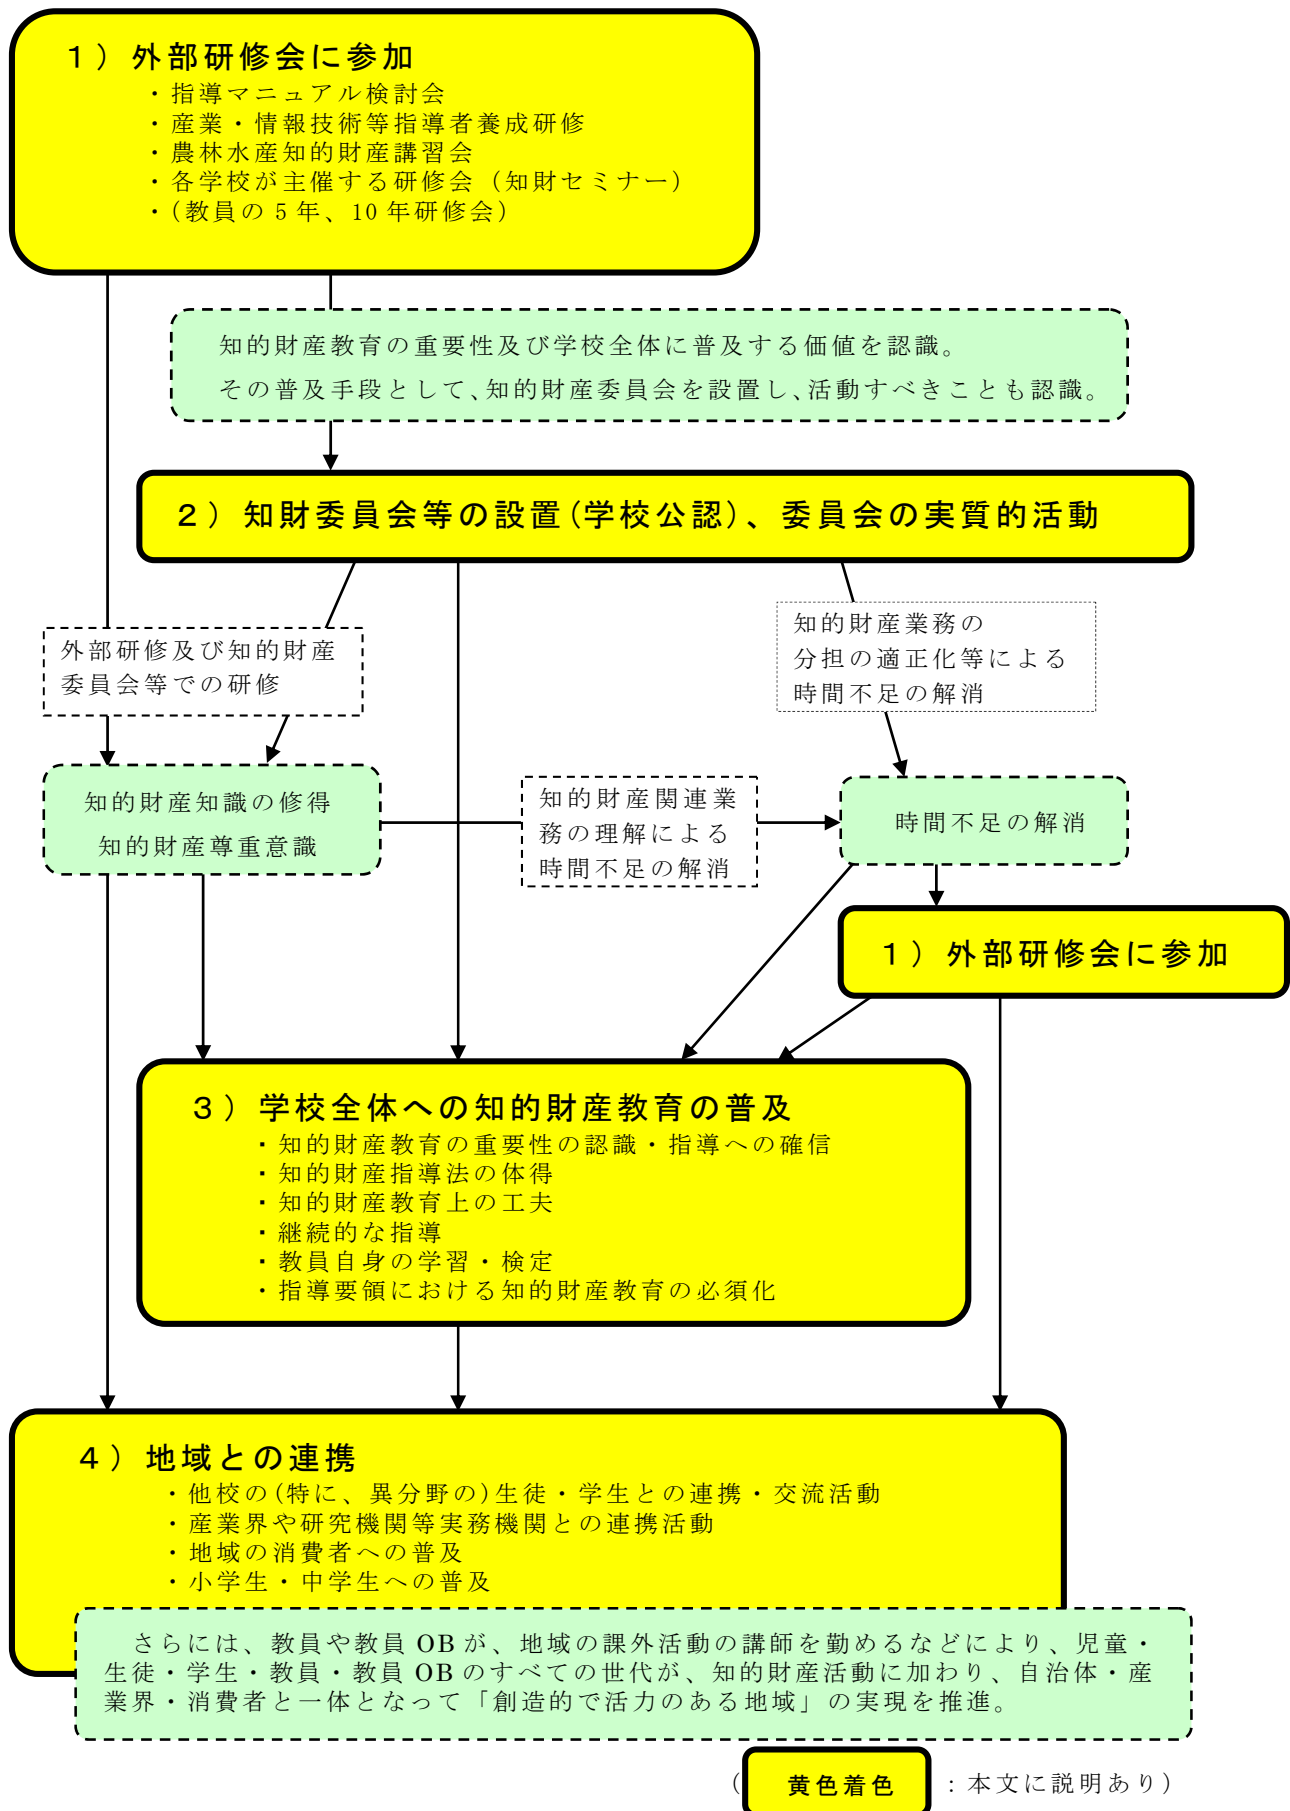 １）外部研修会に参加
・指導マニュアル検討会
・産業・情報技術等指導者養成研修
・農林水産知的財産講習会
・各学校が主催する研修会（知財セミナー）
・（教員の 5 年、10 年研修会）
知的財産教育の重要性及び学校全体に普及する価値を認識。
その普及手段として、知的財産委員会を設置し、活動すべきことも認識。
２）知財委員会等の設置(学校公認)、委員会の実質的活動
外部研修及び知的財産
委員会等での研修
知的財産業務の
分担の適正化等による
時間不足の解消
知的財産知識の修得
知的財産尊重意識
知的財産関連業
務の理解による
時間不足の解消
時間不足の解消
１）外部研修会に参加
３）学校全体への知的財産教育の普及
・知的財産教育の重要性の認識・指導への確信
・知的財産指導法の体得
・知的財産教育上の工夫
・継続的な指導
・教員自身の学習・検定
・指導要領における知的財産教育の必須化
４）地域との連携
・他校の(特に、異分野の)生徒・学生との連携・交流活動
・産業界や研究機関等実務機関との連携活動
・地域の消費者への普及
・小学生・中学生への普及
さらには、教員や教員 OB が、地域の課外活動の講師を勤めるなどにより、児童・
生徒・学生・教員・教員 OB のすべての世代が、知的財産活動に加わり、自治体・産
業界・消費者と一体となって「創造的で活力のある地域」の実現を推進。
（ 黄色着色 ：本文に説明あり）